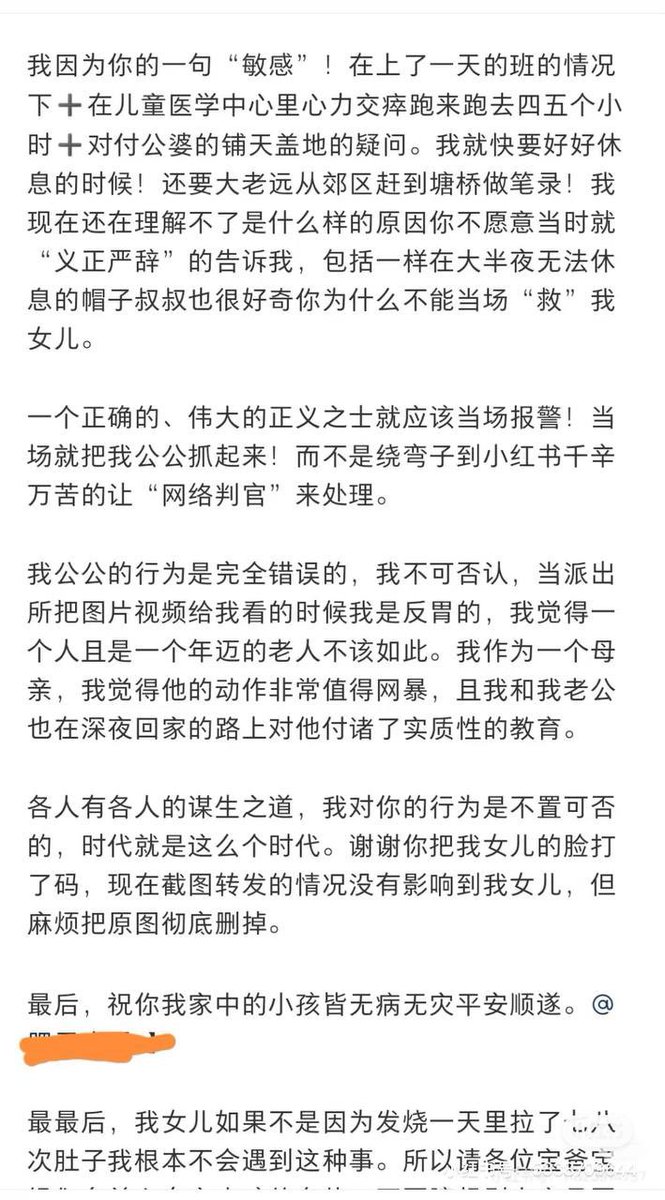 我因为你的一句“敏感”！在上了一天的班的情况
下➕在儿童医学中心里心力交瘁跑来跑去四五个小
时➕对付公婆的铺天盖地的疑问。我就快要好好休
息的时候！还要大老远从郊区赶到塘桥做笔录！我
现在还在理解不了是什么样的原因你不愿意当时就
“义正严辞”的告诉我，包括一样在大半夜无法休
息的帽子叔叔也很好奇你为什么不能当场“救”我
女儿。
一个正确的、伟大的正义之士就应该当场报警！当
场就把我公公抓起来！而不是绕弯子到小红书千辛
万苦的让“网络判官”来处理。
我公公的行为是完全错误的，我不可否认，当派出
所把图片视频给我看的时候我是反胃的，我觉得一
个人且是一个年迈的老人不该如此。我作为一个母
亲，我觉得他的动作非常值得网暴，且我和我老公
也在深夜回家的路上对他付诸了实质性的教育。
各人有各人的谋生之道，我对你的行为是不置可否
的，时代就是这么个时代。谢谢你把我女儿的脸打
了码，现在截图转发的情况没有影响到我女儿，但
麻烦把原图彻底删掉。
最后，祝你我家中的小孩皆无病无灾平安顺遂。@
最最后，我女儿如果不是因为发烧一天里拉了七八
次肚子我根本不会遇到这种事。所以请各位宝爸宝